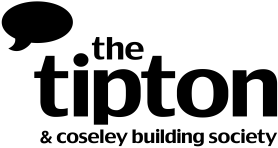 the
tipton
& coseley building society